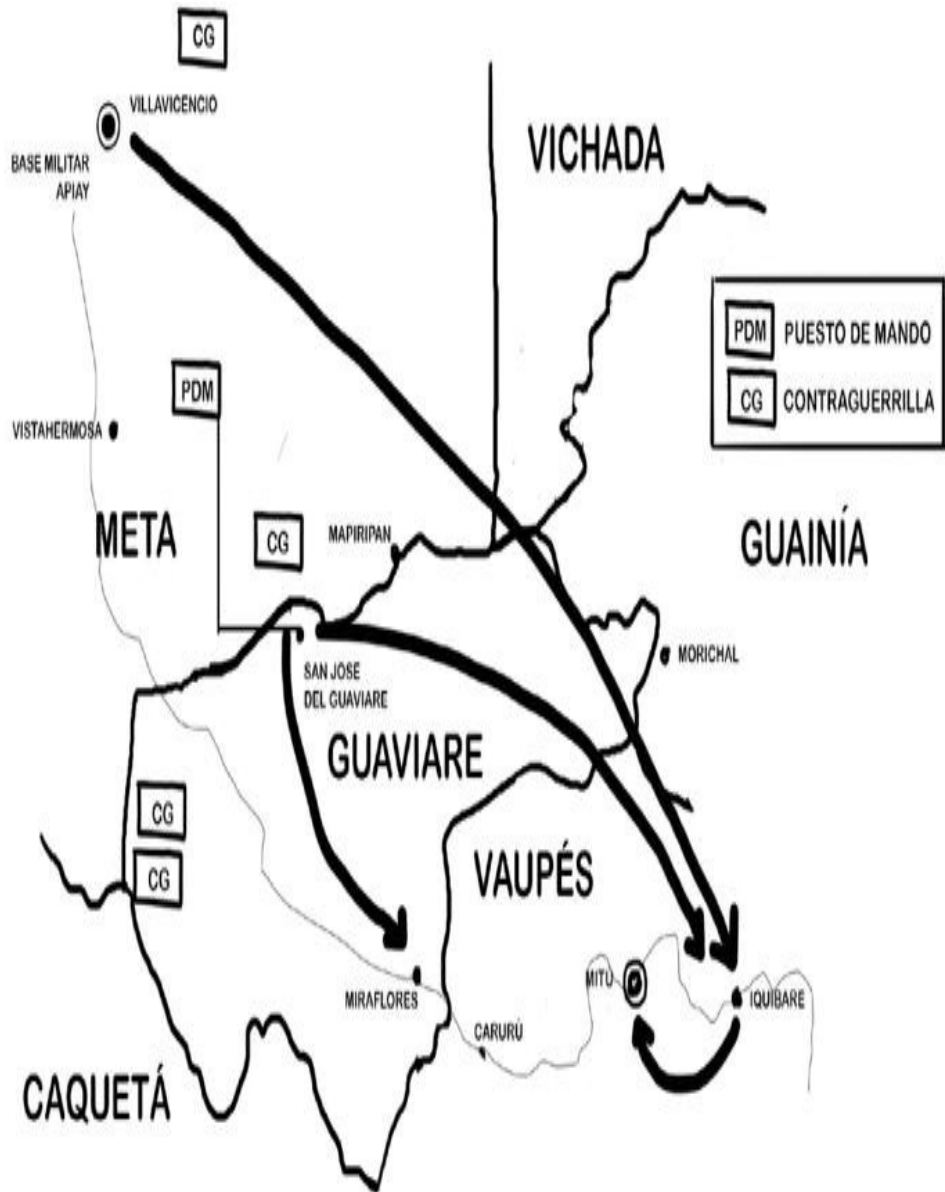 CG
VILLAVICENCIO
BASE MILITAR
APIAY
VICHADA
PDM PUESTO DE MANDO
CG CONTRAGUERRILLA
PDM
VISTAHERMOSA
META
CG
MAPIRIPAN
GUAINÍA
MORICHAL
SAN JOSE
DEL GUAVIARE
GUAVIARE
CG
CG
VAUPÉS
MITÚ
IQUIBARE
MIRAFLORES
CARURÚ
CAQUETÁ